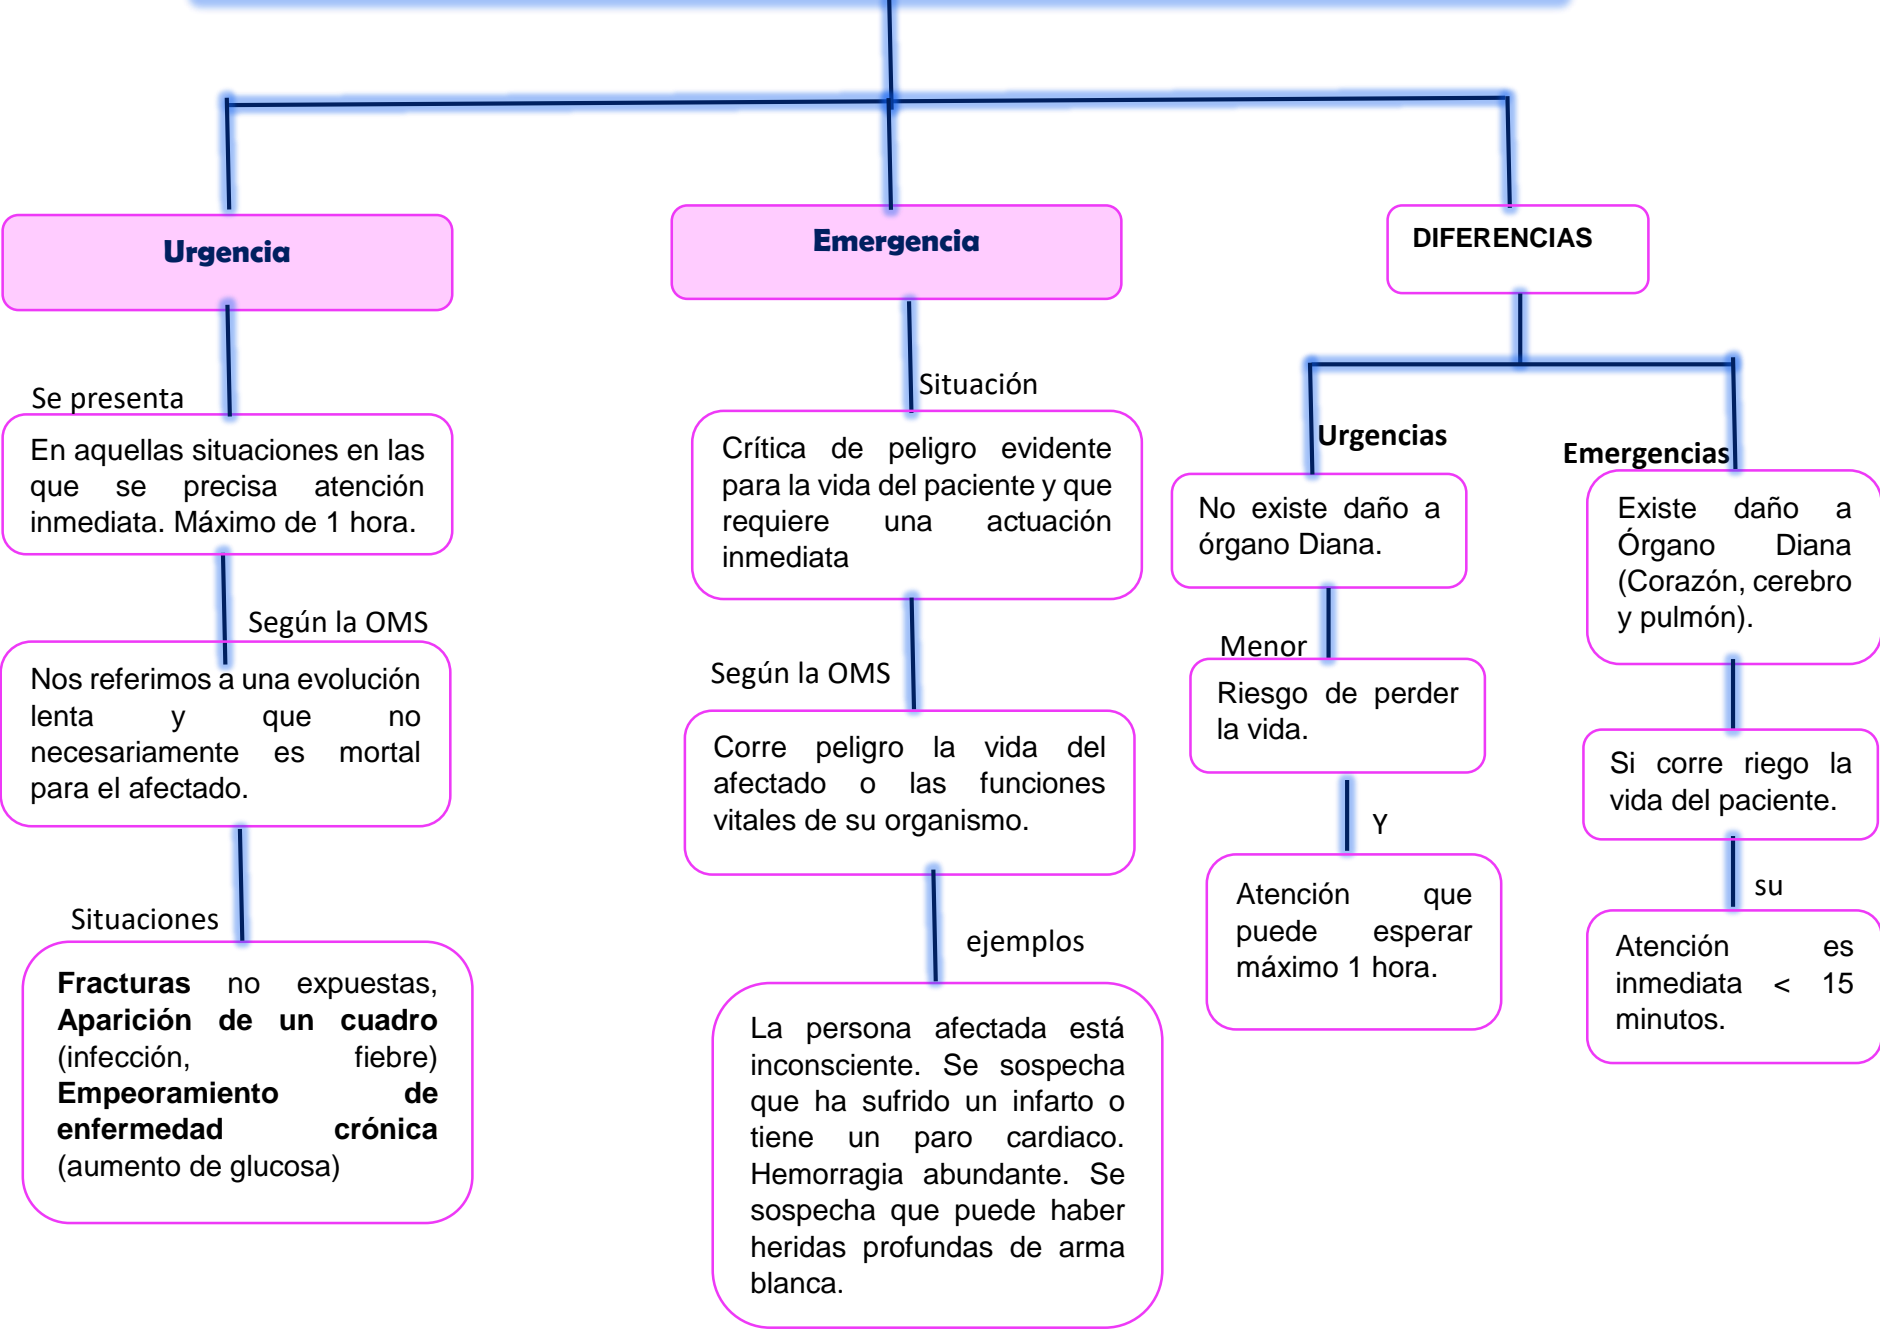 Urgencia
Se presenta
En aquellas situaciones en las
que se precisa atención
inmediata. Máximo de 1 hora.
Según la OMS
Nos referimos a una evolución
lenta y que no
necesariamente es mortal
para el afectado.
Situaciones
Fracturas no expuestas,
Aparición de un cuadro
(infección, fiebre)
Empeoramiento de
enfermedad crónica
(aumento de glucosa)
Emergencia
Situación
Crítica de peligro evidente
para la vida del paciente y que
requiere una actuación
inmediata
Según la OMS
Corre peligro la vida del
afectado o las funciones
vitales de su organismo.
ejemplos
La persona afectada está
inconsciente. Se sospecha
que ha sufrido un infarto o
tiene un paro cardiaco.
Hemorragia abundante. Se
sospecha que puede haber
heridas profundas de arma
blanca.
DIFERENCIAS
Urgencias
No existe daño a
órgano Diana.
Menor
Riesgo de perder
la vida.
Y
Atención que
puede esperar
máximo 1 hora.
Emergencias
Existe daño a
Órgano Diana
(Corazón, cerebro
y pulmón).
Si corre riego la
vida del paciente.
su
Atención es
inmediata < 15
minutos.